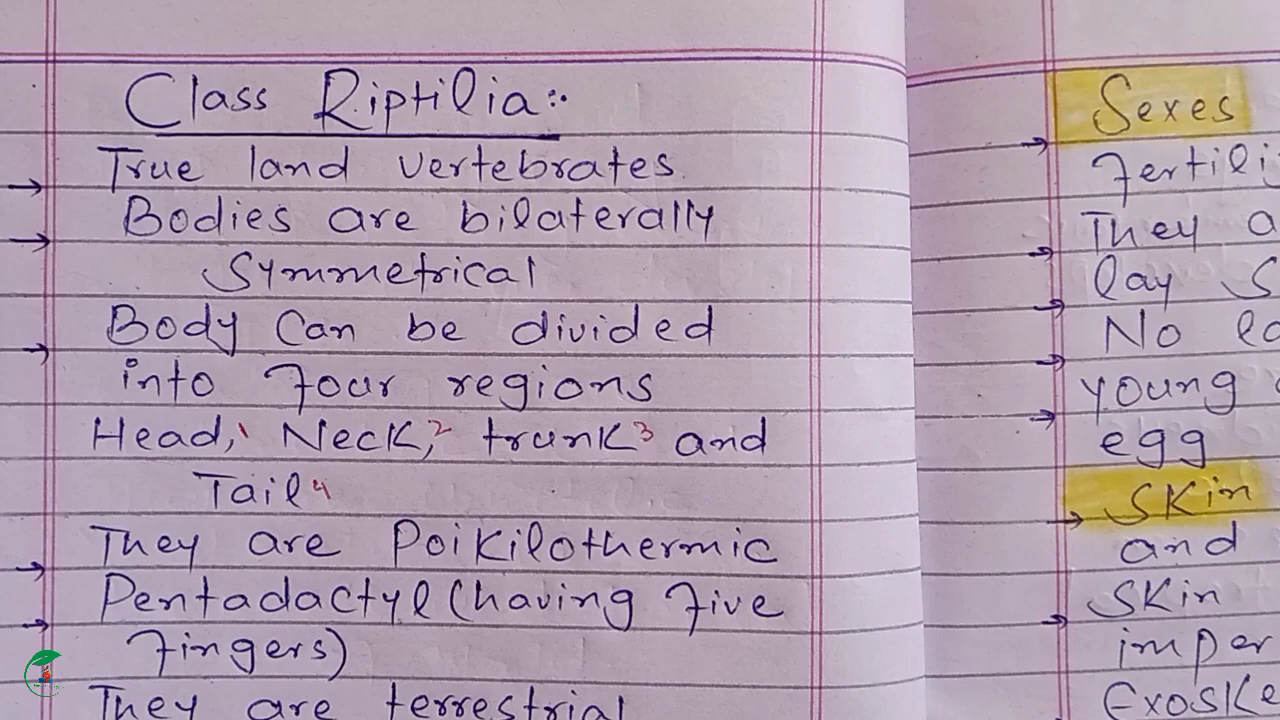 Class Riptilia:
True land vertebrates.
Bodies are bilaterally
Symmetrical
Body Can be divided
into four regions
Head,1 Neck,2 trunk3 and
Tail4
They are Poikilothermic
Pentadactyl (having five
fingers)
They are terrestrial
Sexes
They
lay
No
young
egg
Skin
and
Skin